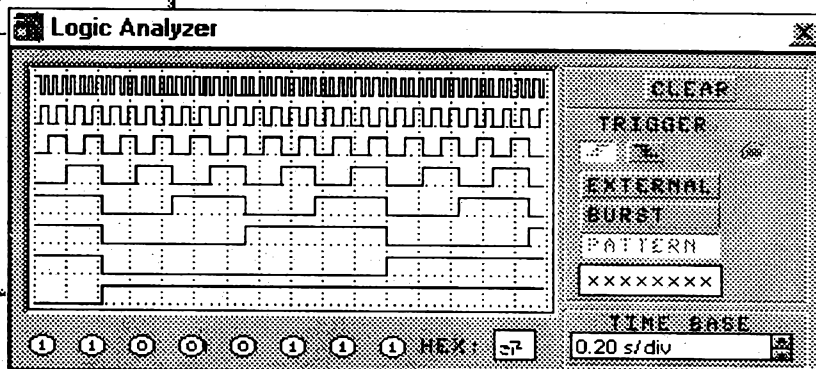 Logic Analyzer
CLEAR
TRIGGER
EXTERNAL
BURST
PATTERN
xxxxxxxx
TIME BASE
0.20 s/div
1 1 0 0 0 1 1 1 HEX: